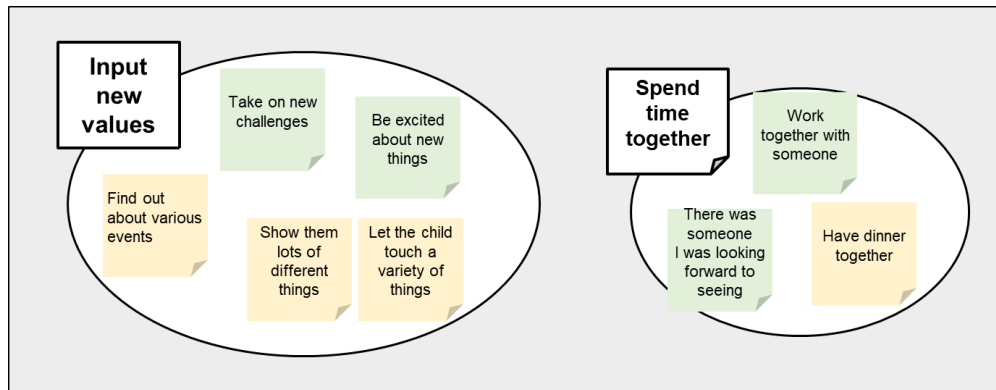 Input
new
values
Take on new
challenges
Be excited
about new
things
Find out
about various
events
Show them
lots of
different
things
Let the child
touch a
variety of
things
Spend
time
together
Work
together with
someone
There was
someone
I was looking
forward to
seeing
Have dinner
together